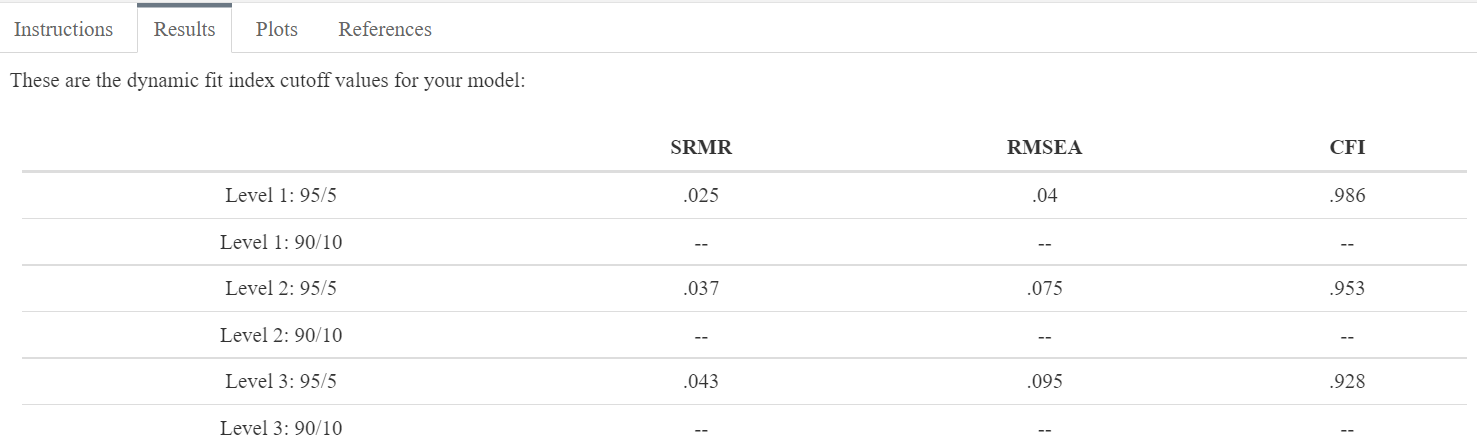 Instructions Results Plots References
These are the dynamic fit index cutoff values for your model:
SRMR RMSEA CFI
Level 1: 95/5 .025 .04 .986
Level 1: 90/10 -- -- --
Level 2: 95/5 .037 .075 .953
Level 2: 90/10 -- -- --
Level 3: 95/5 .043 .095 .928
Level 3: 90/10 -- -- --